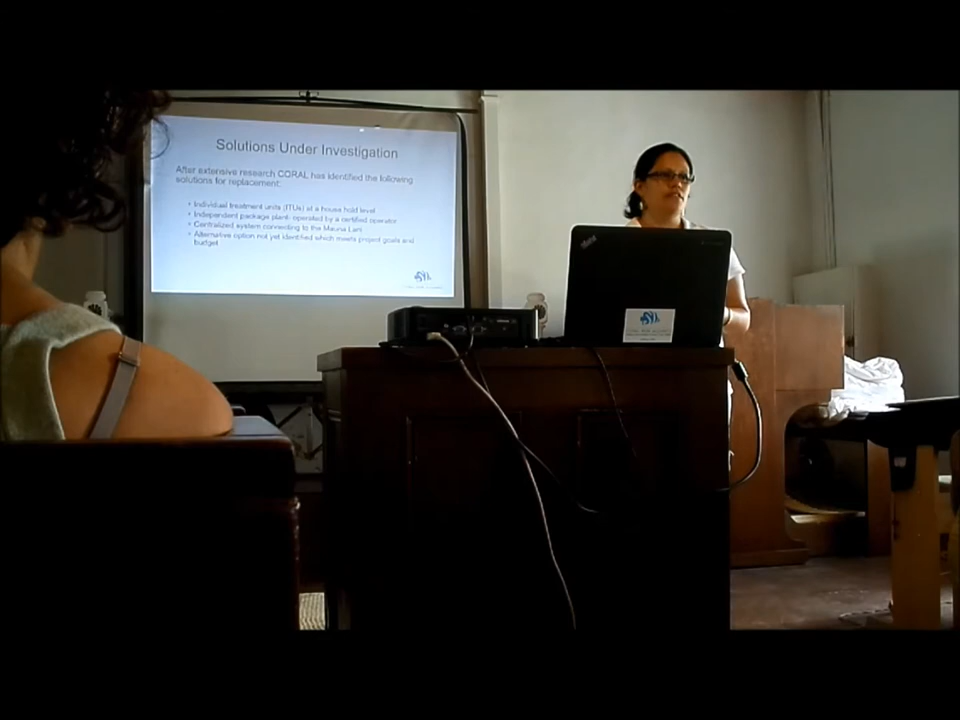 Solutions Under Investigation
After extensive research CORAL has identified the following
solutions for replacement:
• Individual treatment units (ITUs) at a house hold level
• Independent package plant- operated by a certified operator
• Centralized system connecting to the Mauna Lani
• Alternative option not yet identified which meets project goals and
budget